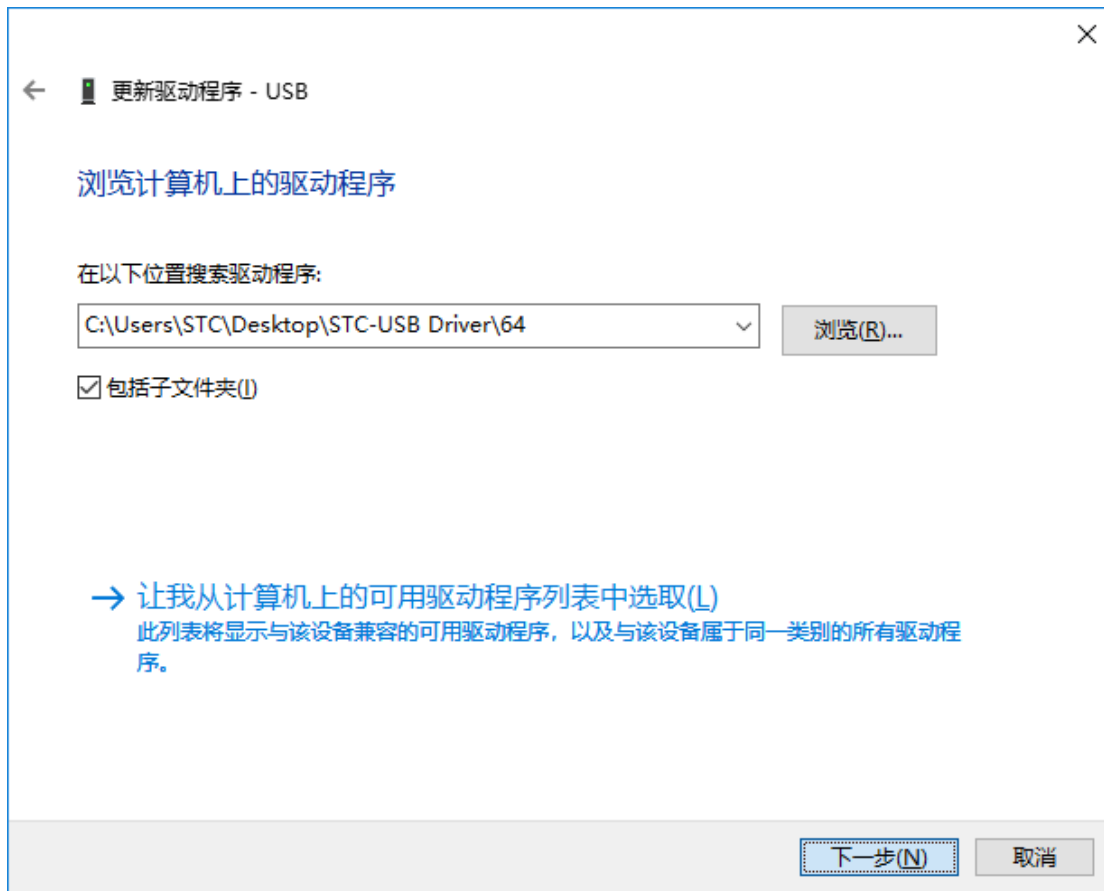 更新驱动程序 - USB
浏览计算机上的驱动程序
在以下位置搜索驱动程序:
C:\Users\STC\Desktop\STC-USB Driver\64
浏览(R)...
包括子文件夹(I)
让我从计算机上的可用驱动程序列表中选取(L)
此列表将显示与该设备兼容的可用驱动程序，以及与该设备属于同一类别的所有驱动程
序。
下一步(N)
取消